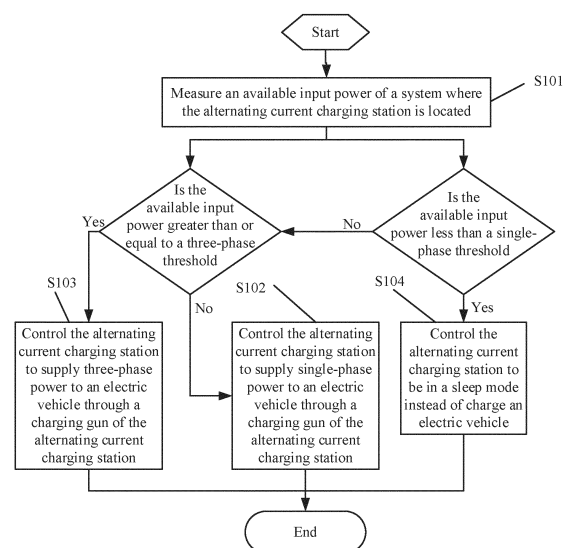 Start
Measure an available input power of a system where
the alternating current charging station is located
S101
Is the
available input
power greater than or
equal to a three-phase
threshold
Is the
available input
power less than a single-
phase threshold
Yes
No
No
Yes
S103
S102
S104
Control the alternating
current charging station
to supply three-phase
power to an electric
vehicle through a
charging gun of the
alternating current
charging station
Control the alternating
current charging station
to supply single-phase
power to an electric
vehicle through a
charging gun of the
alternating current
charging station
Control the
alternating current
charging station to
be in a sleep mode
instead of charge an
electric vehicle
End